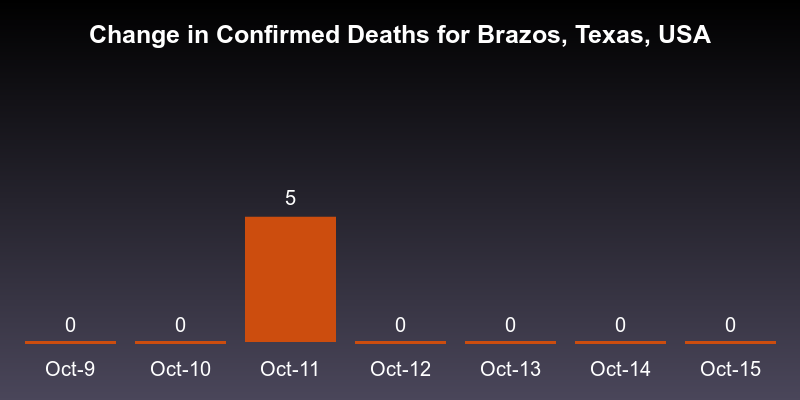 Change in Confirmed Deaths for Brazos, Texas, USA
5
0 0 0 0 0 0
Oct-9 Oct-10 Oct-11 Oct-12 Oct-13 Oct-14 Oct-15